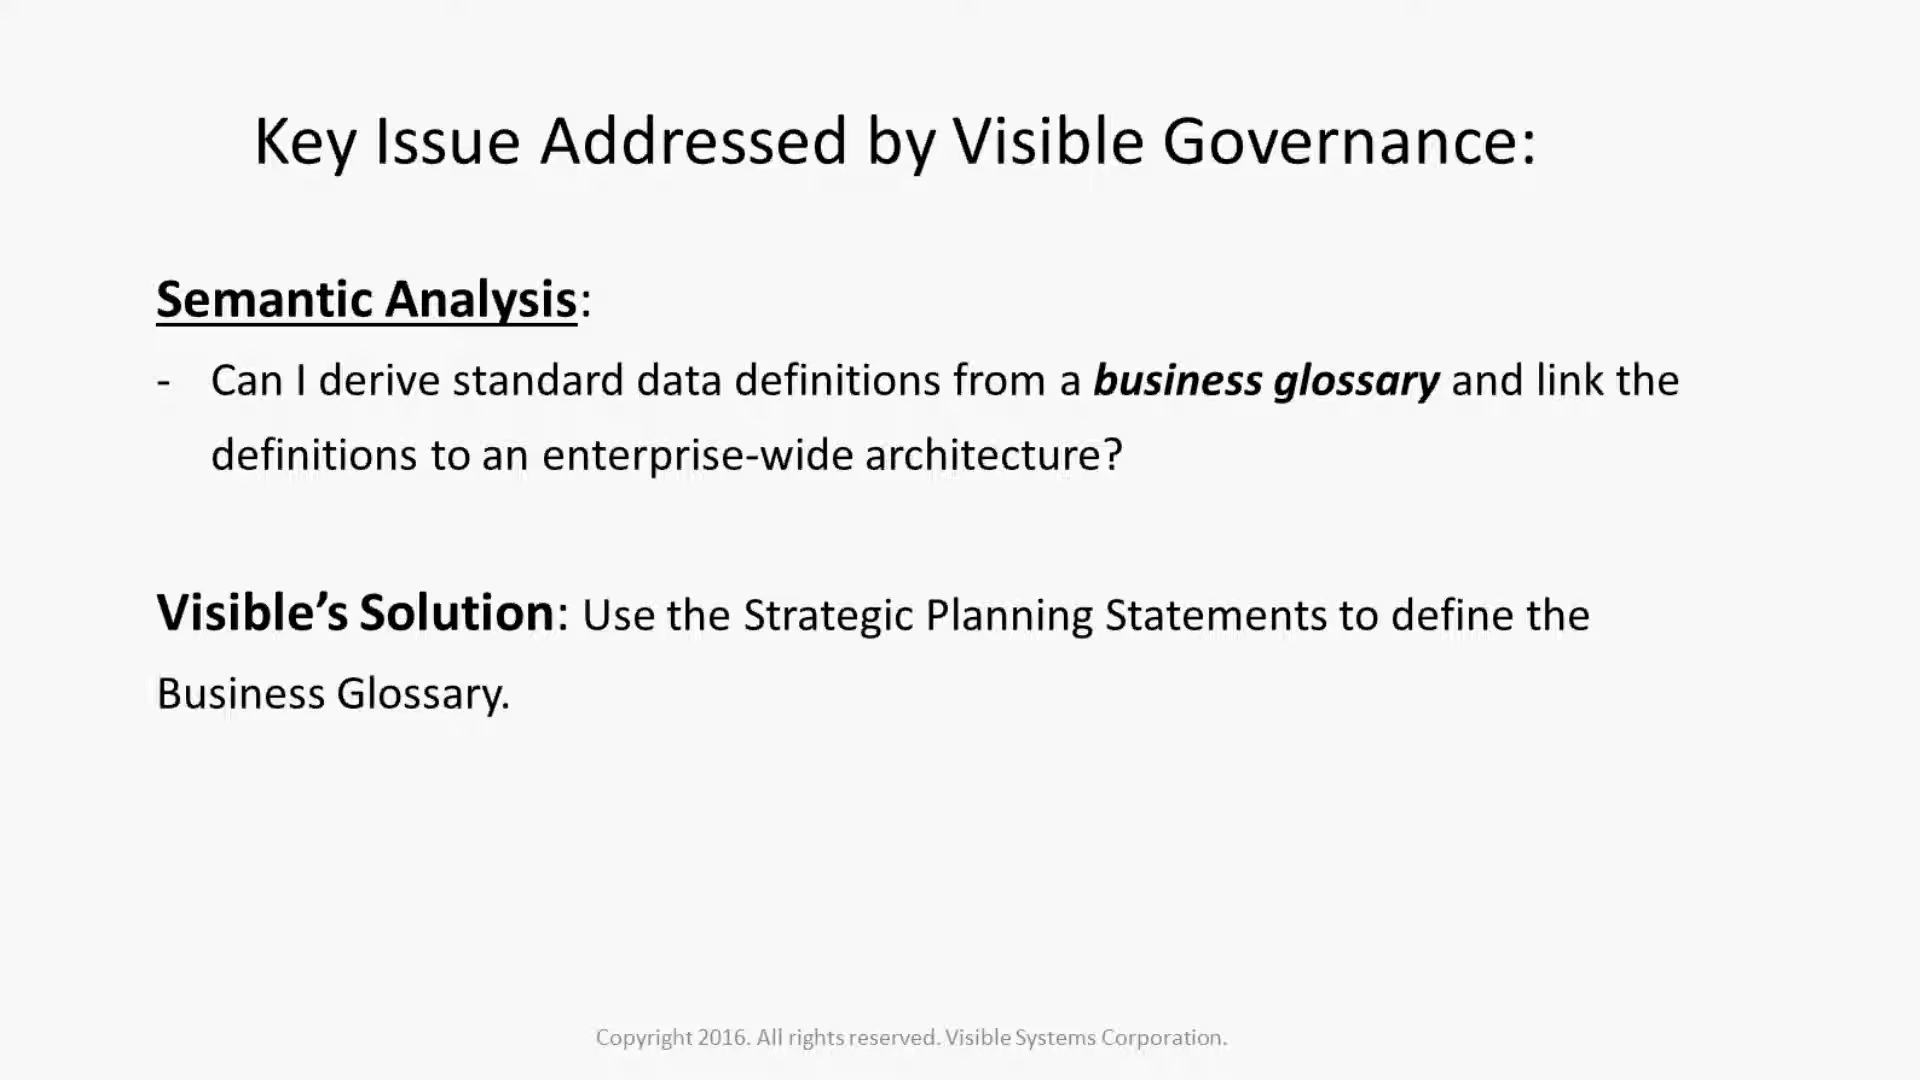 Key Issue Addressed by Visible Governance:
Semantic Analysis:
- Can I derive standard data definitions from a business glossary and link the
definitions to an enterprise-wide architecture?
Visible’s Solution: Use the Strategic Planning Statements to define the
Business Glossary.
Copyright 2016. All rights reserved. Visible Systems Corporation.